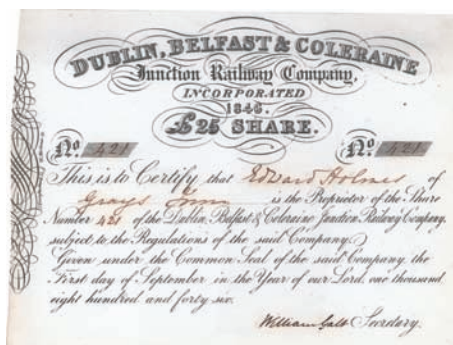 DUBLIN, BELFAST & COLERAINE
Junction Railway Company,
INCORPORATED
1846.
£25 SHARE.
No. 421 No. 421
This is to Certify that Edward Holmes of
Grays Inn is the Proprietor of the Share
Number 421 of the Dublin, Belfast & Coleraine Junction Railway Company,
subject to the Regulations of the said Company.
Given under the Common Seal of the said Company the
First day of September in the Year of our Lord, one thousand
eight hundred and forty six.
William Galt Secretary.